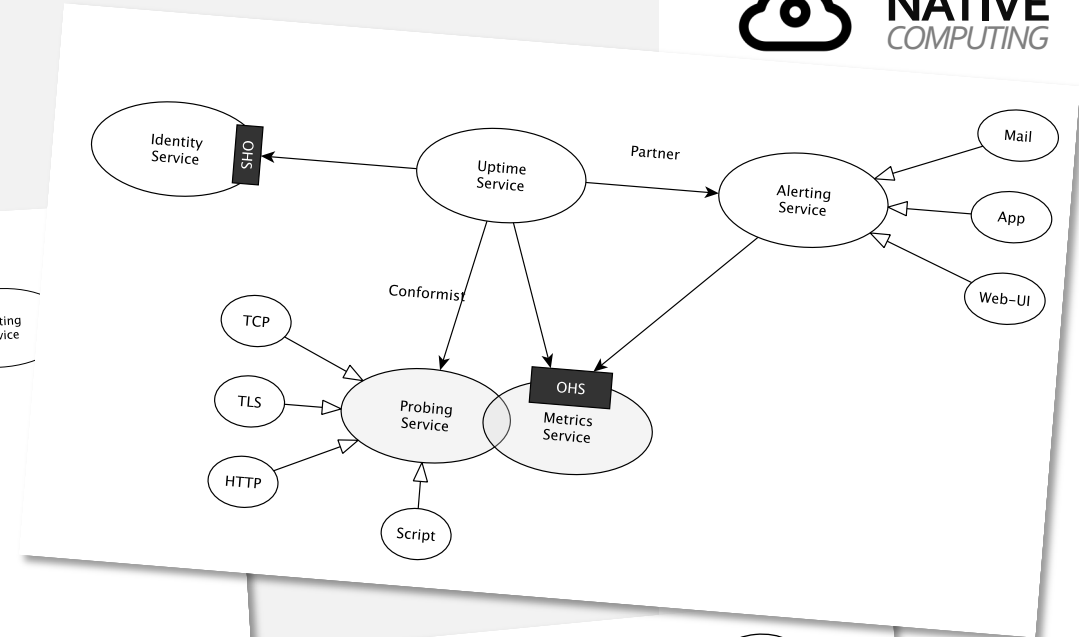 NATIVE
COMPUTING
Identity
Service
OHS
Uptime
Service
Partner
Alerting
Service
Mail
App
Web-UI
Conformist
TCP
TLS
HTTP
Script
Probing
Service
OHS
Metrics
Service